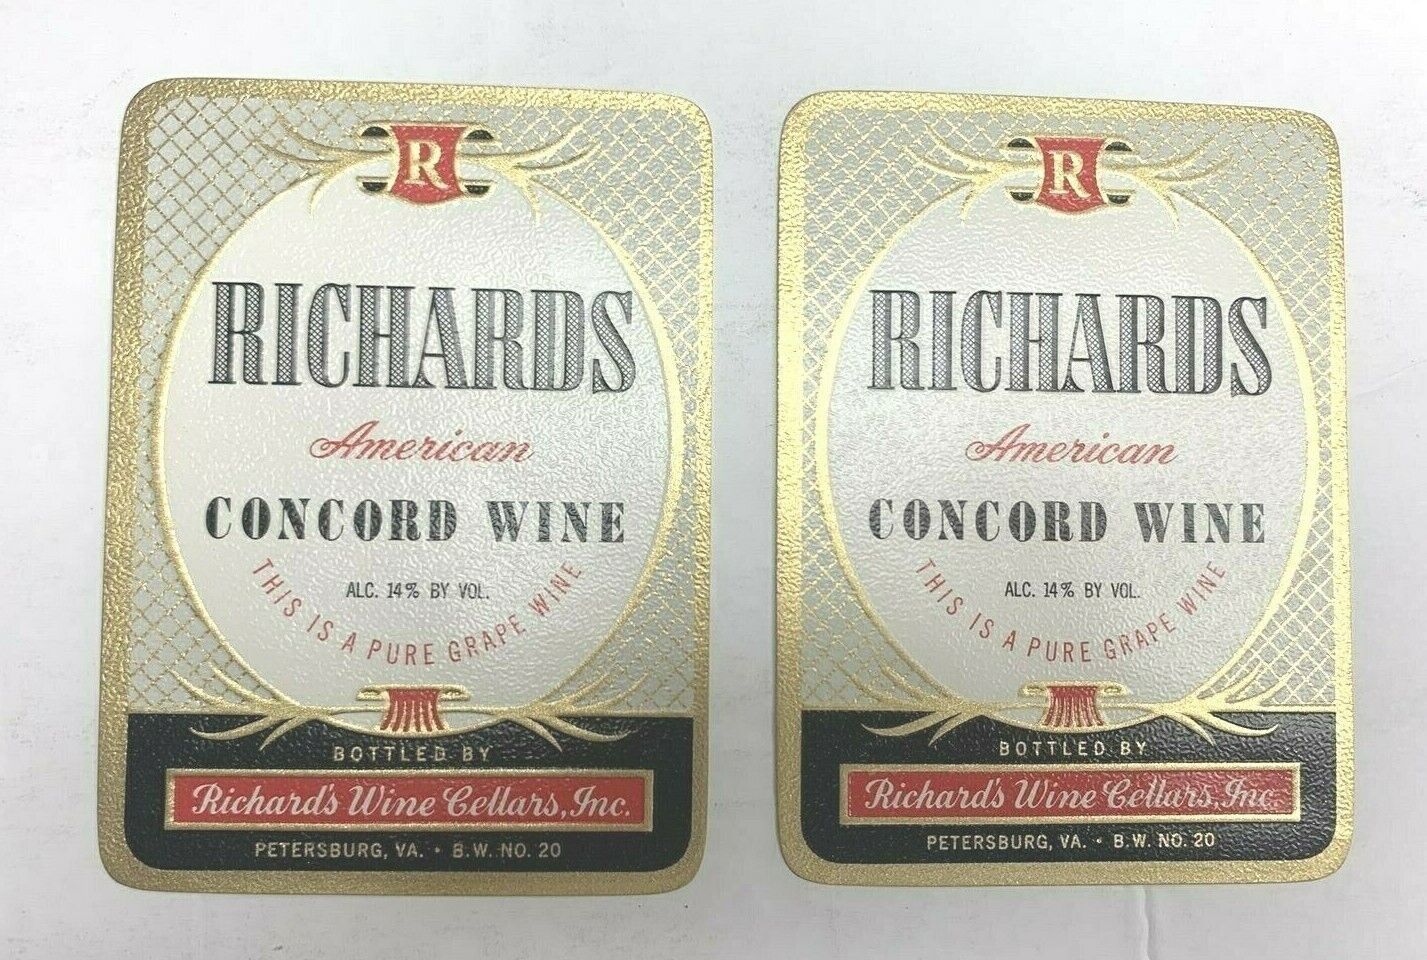 R
RICHARDS
American
CONCORD WINE
ALC. 14% BY VOL.
THIS IS A PURE GRAPE WINE
BOTTLED BY
Richard's Wine Cellars, Inc.
PETERSBURG, VA. • B.W. NO. 20
R
RICHARDS
American
CONCORD WINE
ALC. 14% BY VOL.
THIS IS A PURE GRAPE WINE
BOTTLED BY
Richard's Wine Cellars, Inc.
PETERSBURG, VA. • B.W. NO. 20